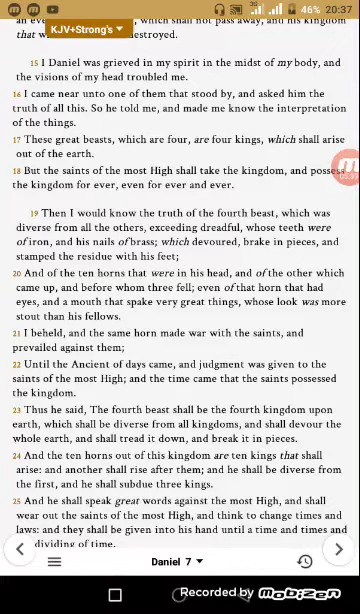 46% 20:37
an eve which shall not pass away, and his kingdom
KJV+Strong's
that w estroyed.
15 I Daniel was grieved in my spirit in the midst of my body, and
the visions of my head troubled me.
16 I came near unto one of them that stood by, and asked him the
truth of all this. So he told me, and made me know the interpretation
of the things.
17 These great beasts, which are four, are four kings, which shall arise
out of the earth.
18 But the saints of the most High shall take the kingdom, and possess
the kingdom for ever, even for ever and ever.
19 Then I would know the truth of the fourth beast, which was
diverse from all the others, exceeding dreadful, whose teeth were
of iron, and his nails of brass; which devoured, brake in pieces, and
stamped the residue with his feet;
20 And of the ten horns that were in his head, and of the other which
came up, and before whom three fell; even of that horn that had
eyes, and a mouth that spake very great things, whose look was more
stout than his fellows.
21 I beheld, and the same horn made war with the saints, and
prevailed against them;
22 Until the Ancient of days came, and judgment was given to the
saints of the most High; and the time came that the saints possessed
the kingdom.
23 Thus he said, The fourth beast shall be the fourth kingdom upon
earth, which shall be diverse from all kingdoms, and shall devour the
whole earth, and shall tread it down, and break it in pieces.
24 And the ten horns out of this kingdom are ten kings that shall
arise: and another shall rise after them; and he shall be diverse from
the first, and he shall subdue three kings.
25 And he shall speak great words against the most High, and shall
wear out the saints of the most High, and think to change times and
laws: and they shall be given into his hand until a time and times and
dividing of time.
Daniel 7
Recorded by Mobizen